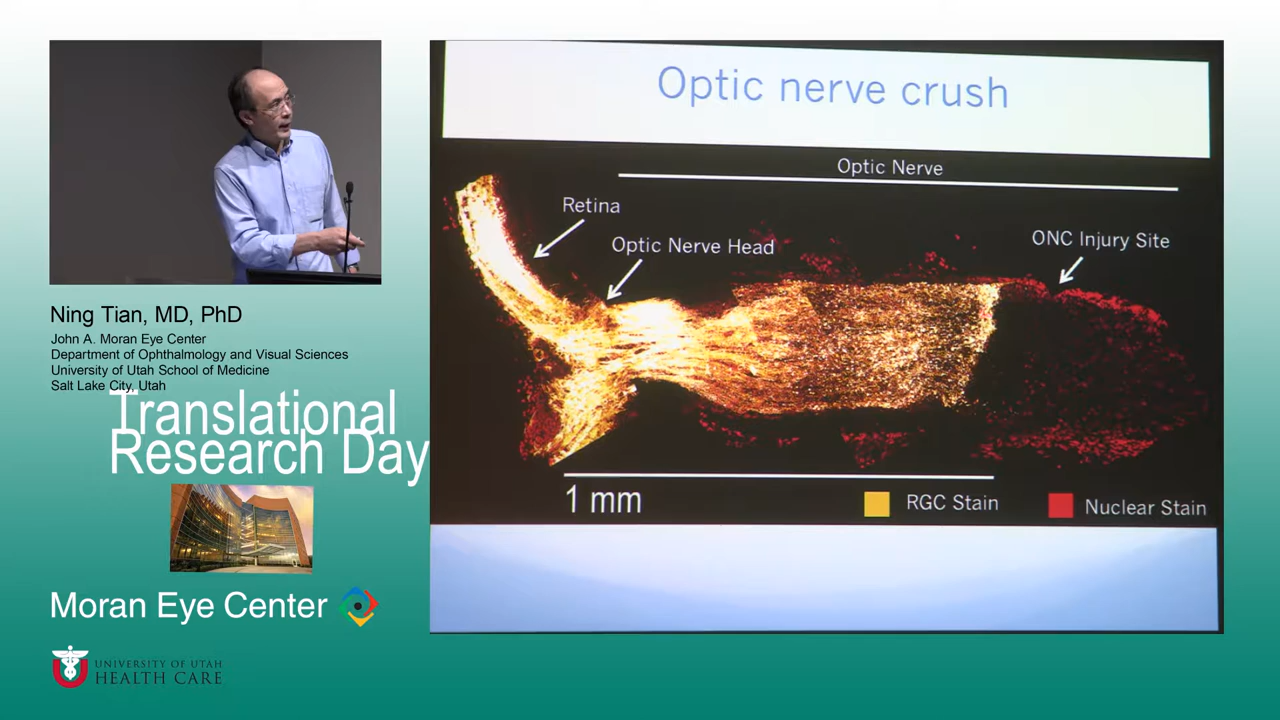 Ning Tian, MD, PhD
John A. Moran Eye Center
Department of Ophthalmology and Visual Sciences
University of Utah School of Medicine
Salt Lake City, Utah
Translational
Research Day
Moran Eye Center
UNIVERSITY OF UTAH
HEALTH CARE
Optic nerve crush
Optic Nerve
Retina
Optic Nerve Head
ONC Injury Site
1 mm
RGC Stain
Nuclear Stain